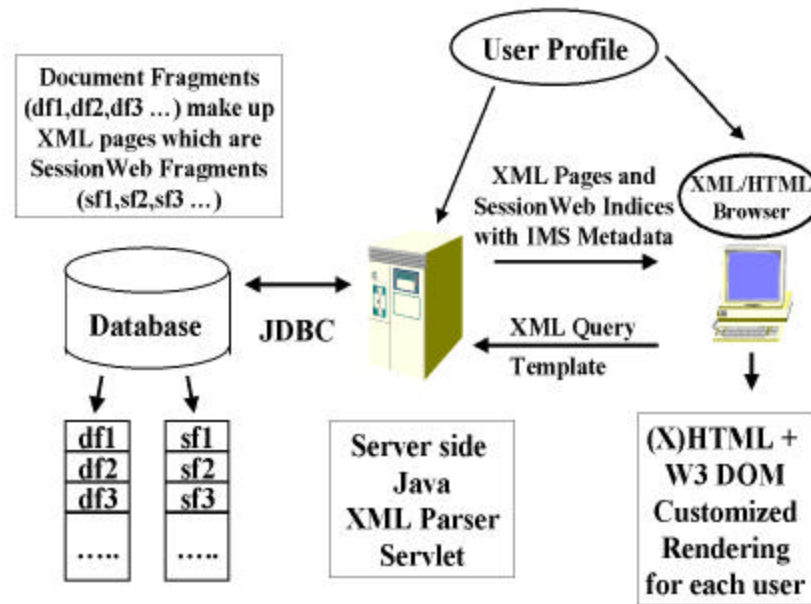 User Profile
Document Fragments
(df1,df2,df3 ...) make up
XML pages which are
SessionWeb Fragments
(sf1,sf2,sf3 ...)
XML Pages and
SessionWeb Indices
with IMS Metadata
XML/HTML
Browser
Database
JDBC
XML Query
Template
df1
df2
df3
.....
sf1
sf2
sf3
.....
Server side
Java
XML Parser
Servlet
(X)HTML +
W3 DOM
Customized
Rendering
for each user